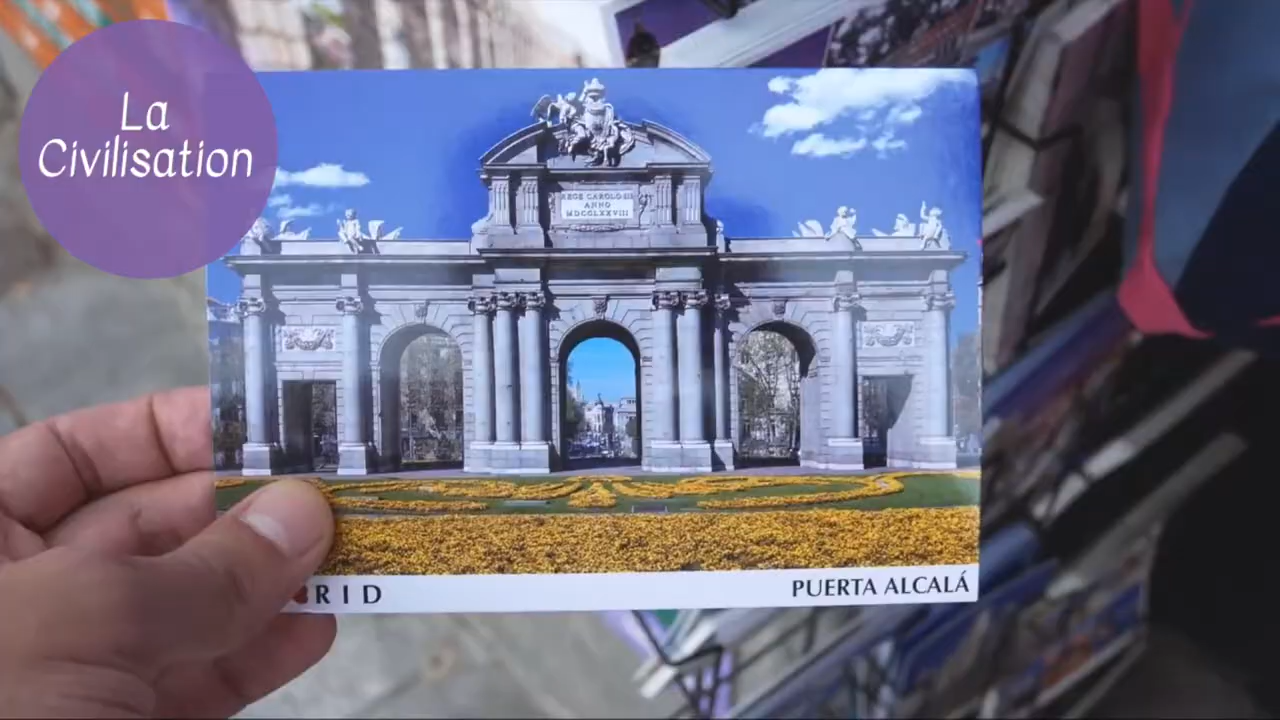 La
Civilisation
REGE CAROLO III
ANNO
MDCCLXXVIII
RID
PUERTA ALCALÁ